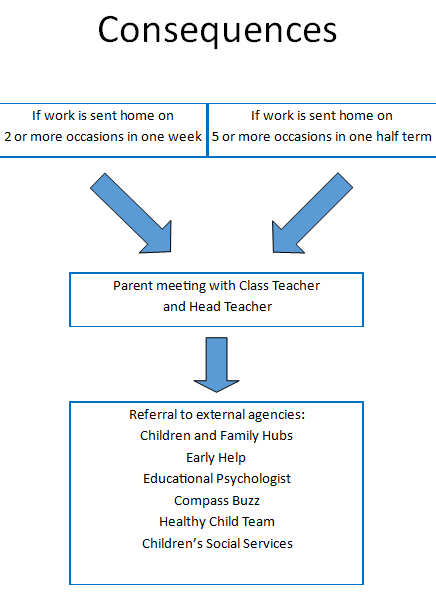 Consequences
If work is sent home on
2 or more occasions in one week
If work is sent home on
5 or more occasions in one half term
Parent meeting with Class Teacher
and Head Teacher
Referral to external agencies:
Children and Family Hubs
Early Help
Educational Psychologist
Compass Buzz
Healthy Child Team
Children’s Social Services